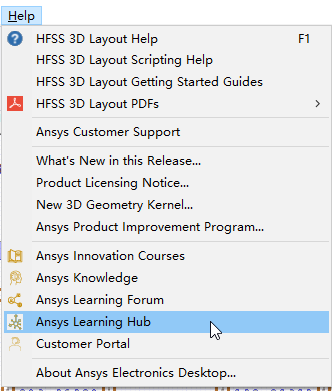 Help
HFSS 3D Layout Help F1
HFSS 3D Layout Scripting Help
HFSS 3D Layout Getting Started Guides
HFSS 3D Layout PDFs
Ansys Customer Support
What's New in this Release...
Product Licensing Notice...
New 3D Geometry Kernel...
Ansys Product Improvement Program...
Ansys Innovation Courses
Ansys Knowledge
Ansys Learning Forum
Ansys Learning Hub
Customer Portal
About Ansys Electronics Desktop...